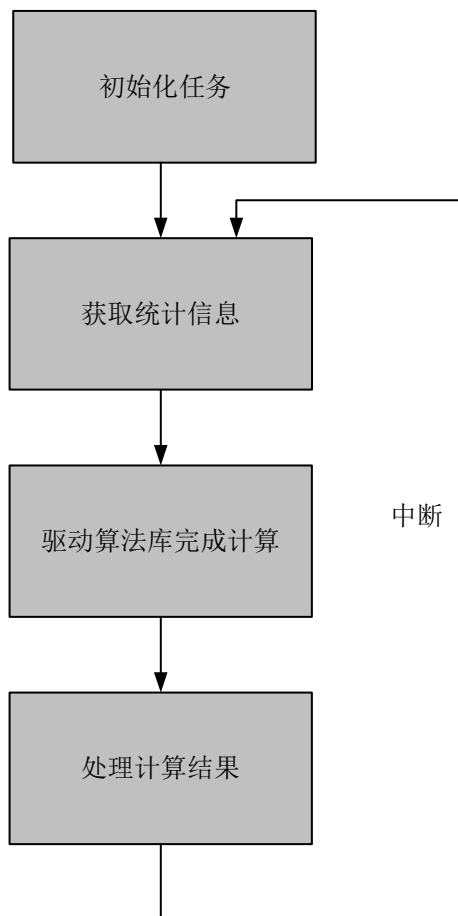 初始化任务
获取统计信息
驱动算法库完成计算
中断
处理计算结果